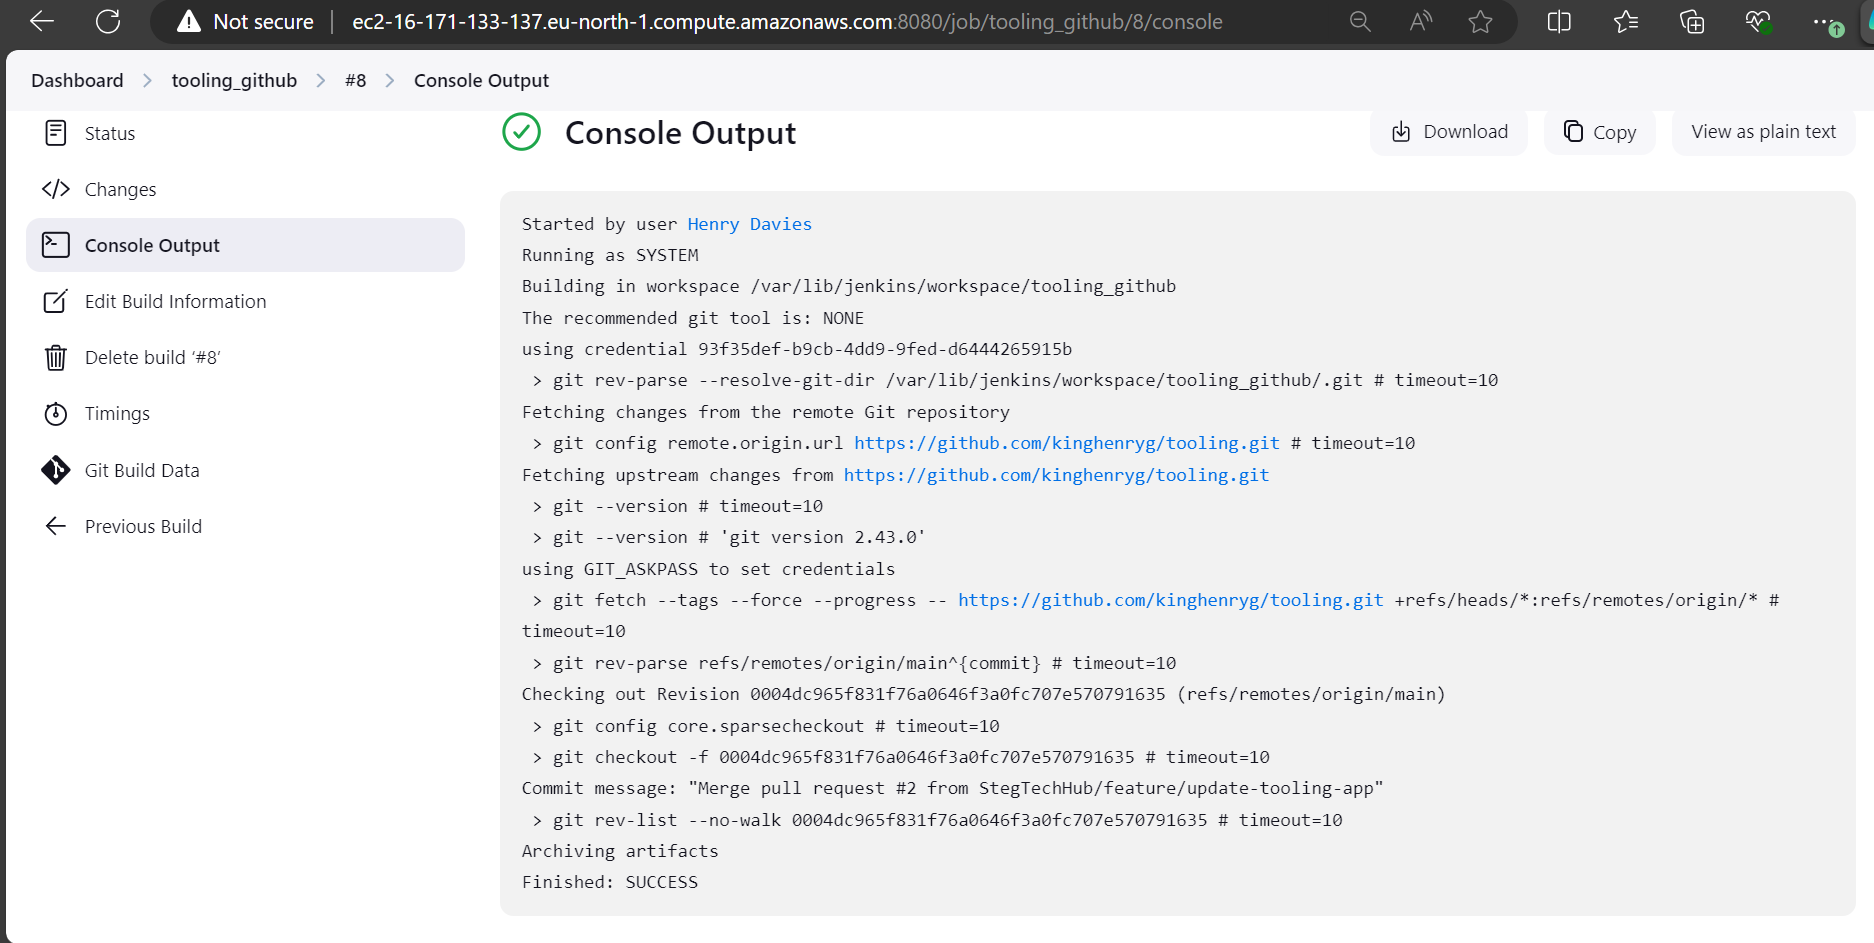 Not secure | ec2-16-171-133-137.eu-north-1.compute.amazonaws.com:8080/job/tooling_github/8/console
Dashboard > tooling_github > #8 > Console Output
Status
Changes
Console Output
Edit Build Information
Delete build ‘#8’
Timings
Git Build Data
Previous Build
Console Output
Download
Copy
View as plain text
Started by user Henry Davies
Running as SYSTEM
Building in workspace /var/lib/jenkins/workspace/tooling_github
The recommended git tool is: NONE
using credential 93f35def-b9cb-4dd9-9fed-d6444265915b
> git rev-parse --resolve-git-dir /var/lib/jenkins/workspace/tooling_github/.git # timeout=10
Fetching changes from the remote Git repository
> git config remote.origin.url https://github.com/kinghenryg/tooling.git # timeout=10
Fetching upstream changes from https://github.com/kinghenryg/tooling.git
> git --version # timeout=10
> git --version # 'git version 2.43.0'
using GIT_ASKPASS to set credentials
> git fetch --tags --force --progress -- https://github.com/kinghenryg/tooling.git +refs/heads/*:refs/remotes/origin/* #
timeout=10
> git rev-parse refs/remotes/origin/main^{commit} # timeout=10
Checking out Revision 0004dc965f831f76a0646f3a0fc707e570791635 (refs/remotes/origin/main)
> git config core.sparsecheckout # timeout=10
> git checkout -f 0004dc965f831f76a0646f3a0fc707e570791635 # timeout=10
Commit message: "Merge pull request #2 from StegTechHub/feature/update-tooling-app"
> git rev-list --no-walk 0004dc965f831f76a0646f3a0fc707e570791635 # timeout=10
Archiving artifacts
Finished: SUCCESS